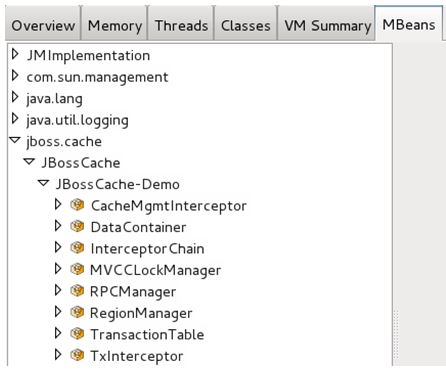 Overview Memory Threads Classes VM Summary MBeans
JMImplementation
com.sun.management
java.lang
java.util.logging
jboss.cache
JBossCache
JBossCache-Demo
CacheMgmtInterceptor
DataContainer
InterceptorChain
MVCCLockManager
RPCManager
RegionManager
TransactionTable
TxInterceptor